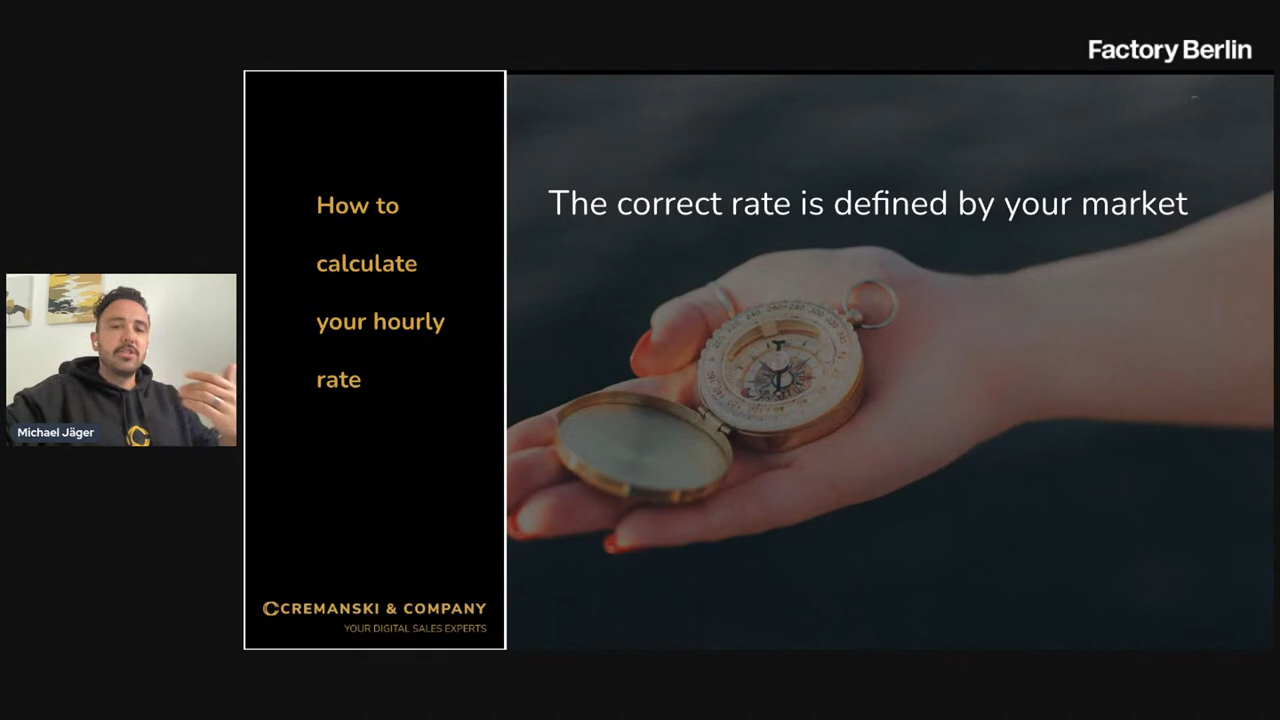 Factory Berlin
How to
calculate
your hourly
rate
The correct rate is defined by your market
Michael Jäger
CREMANSKI & COMPANY
YOUR DIGITAL SALES EXPERTS